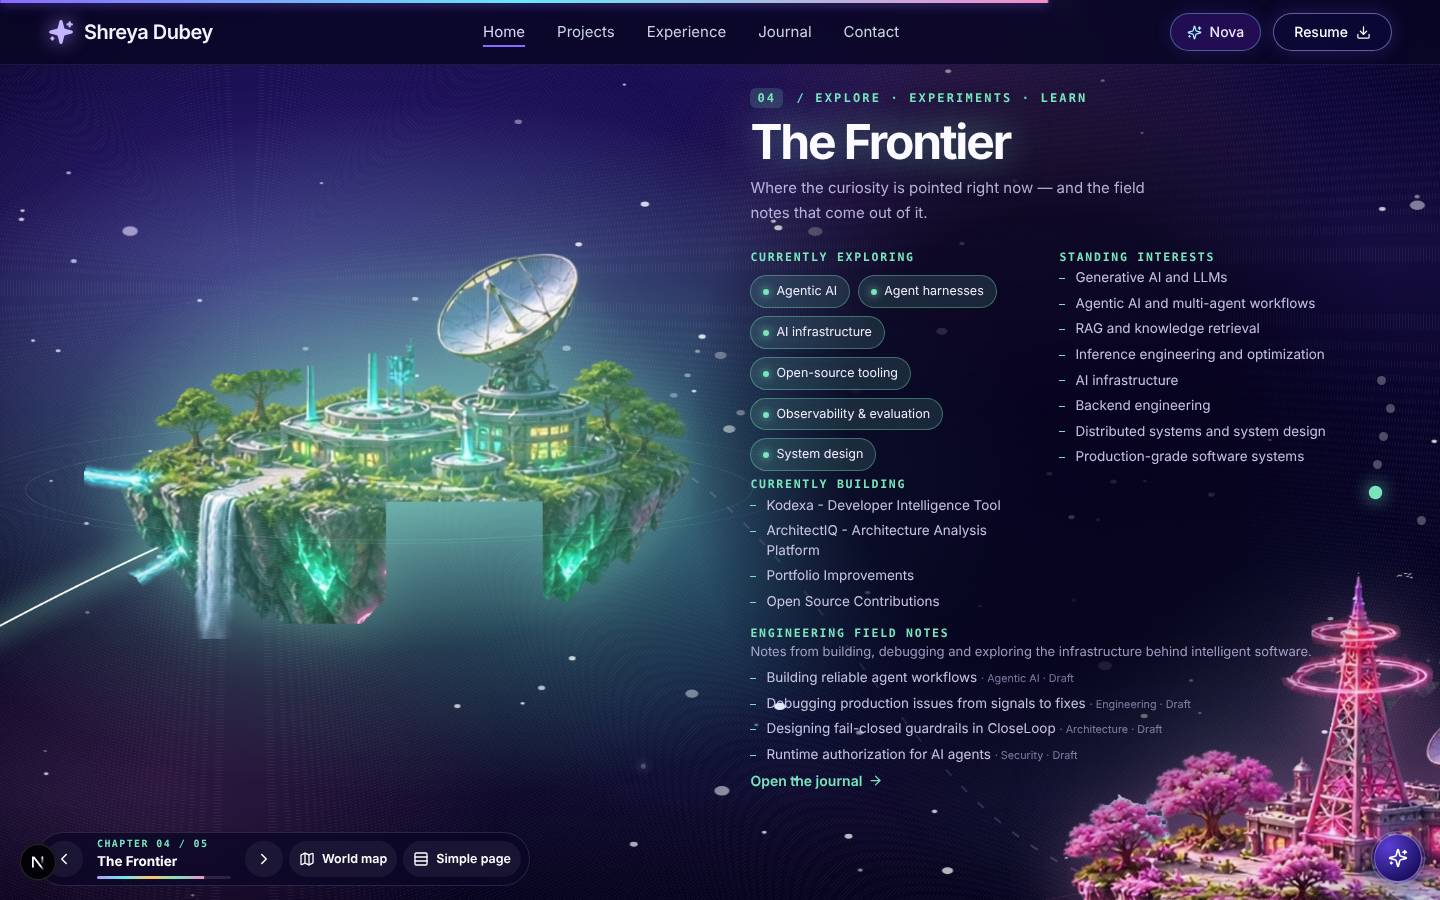 Shreya Dubey
Home
Projects
Experience
Journal
Contact
Nova
Resume
04 / EXPLORE · EXPERIMENTS · LEARN
The Frontier
Where the curiosity is pointed right now — and the field
notes that come out of it.
CURRENTLY EXPLORING
Agentic AI
Agent harnesses
AI infrastructure
Open-source tooling
Observability & evaluation
System design
STANDING INTERESTS
– Generative AI and LLMs
– Agentic AI and multi-agent workflows
– RAG and knowledge retrieval
– Inference engineering and optimization
– AI infrastructure
– Backend engineering
– Distributed systems and system design
– Production-grade software systems
CURRENTLY BUILDING
– Kodexa - Developer Intelligence Tool
– ArchitectIQ - Architecture Analysis
Platform
– Portfolio Improvements
– Open Source Contributions
ENGINEERING FIELD NOTES
Notes from building, debugging and exploring the infrastructure behind intelligent software.
– Building reliable agent workflows · Agentic AI · Draft
– Debugging production issues from signals to fixes · Engineering · Draft
– Designing fail-closed guardrails in CloseLoop · Architecture · Draft
– Runtime authorization for AI agents · Security · Draft
Open the journal →
N
CHAPTER 04 / 05
The Frontier
World map
Simple page